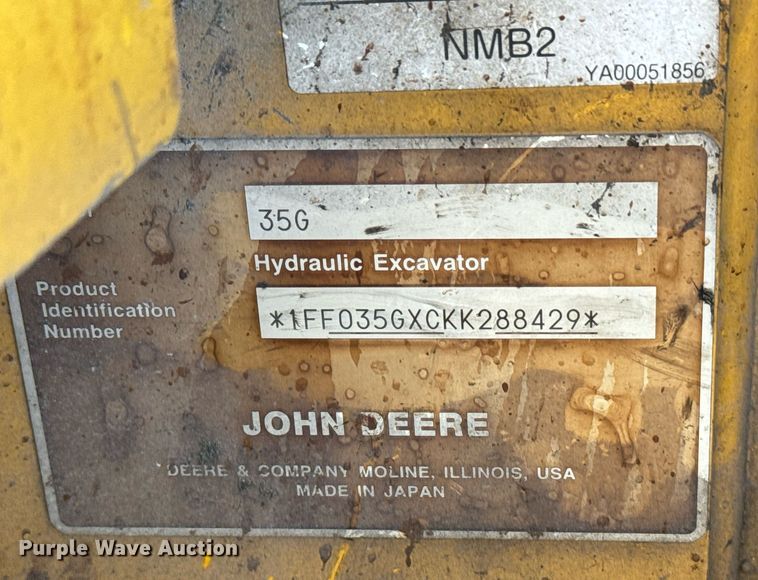 NMB2
YA00051856
35G
Hydraulic Excavator
Product
Identification
Number
*1FF035GXCKK288429*
JOHN DEERE
DEERE & COMPANY MOLINE, ILLINOIS, USA
MADE IN JAPAN
Purple Wave Auction